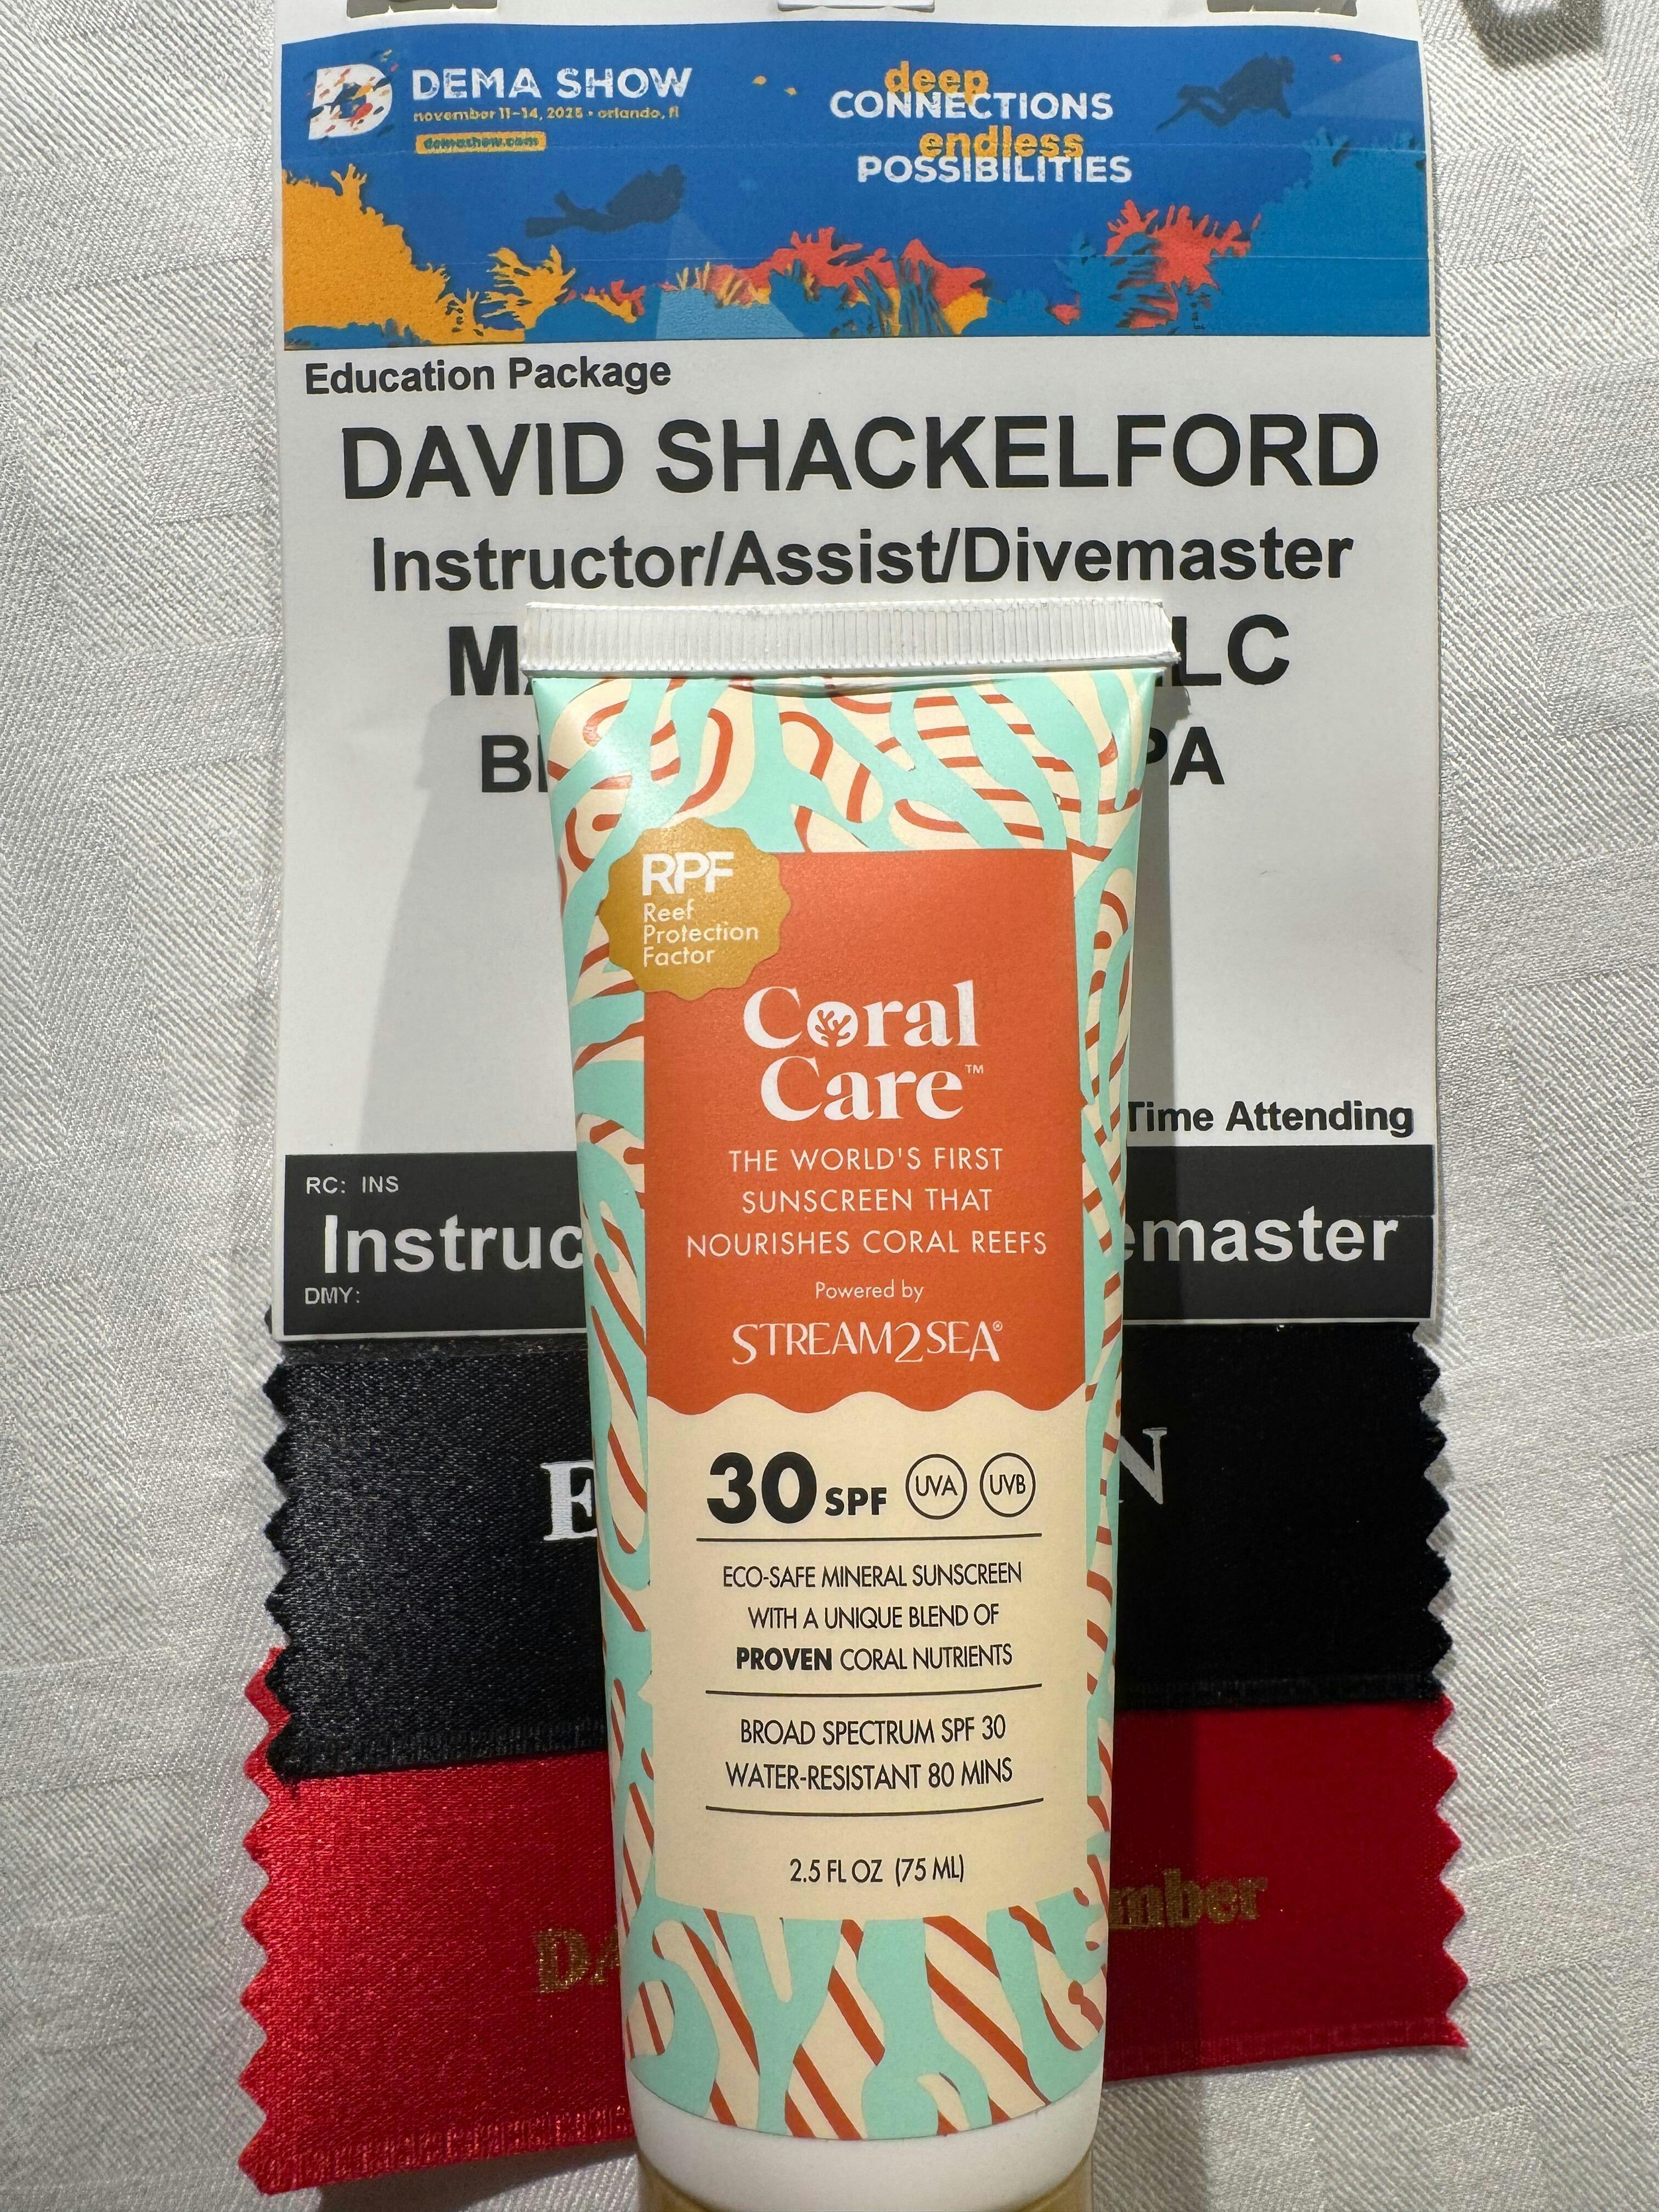 DEMA SHOW
november 11-14, 2025 • orlando, fl
demashow.com
deep
CONNECTIONS
endless
POSSIBILITIES
Education Package
DAVID SHACKELFORD
Instructor/Assist/Divemaster
LC
PA
RPF
Reef
Protection
Factor
Coral
Care™
THE WORLD'S FIRST
SUNSCREEN THAT
NOURISHES CORAL REEFS
Powered by
STREAM2SEA®
Time Attending
RC: INS
Instruc
emaster
DMY:
30 SPF UVA UVB
ECO-SAFE MINERAL SUNSCREEN
WITH A UNIQUE BLEND OF
PROVEN CORAL NUTRIENTS
BROAD SPECTRUM SPF 30
WATER-RESISTANT 80 MINS
2.5 FL OZ (75 ML)
mber